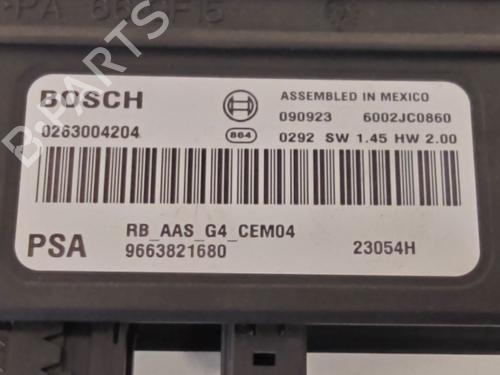 BOSCH
ASSEMBLED IN MEXICO
090923 6002JC0860
0263004204
864
0292 SW 1.45 HW 2.00
RB_AAS_G4_CEM04
PSA
9663821680
23054H
B-PARTS